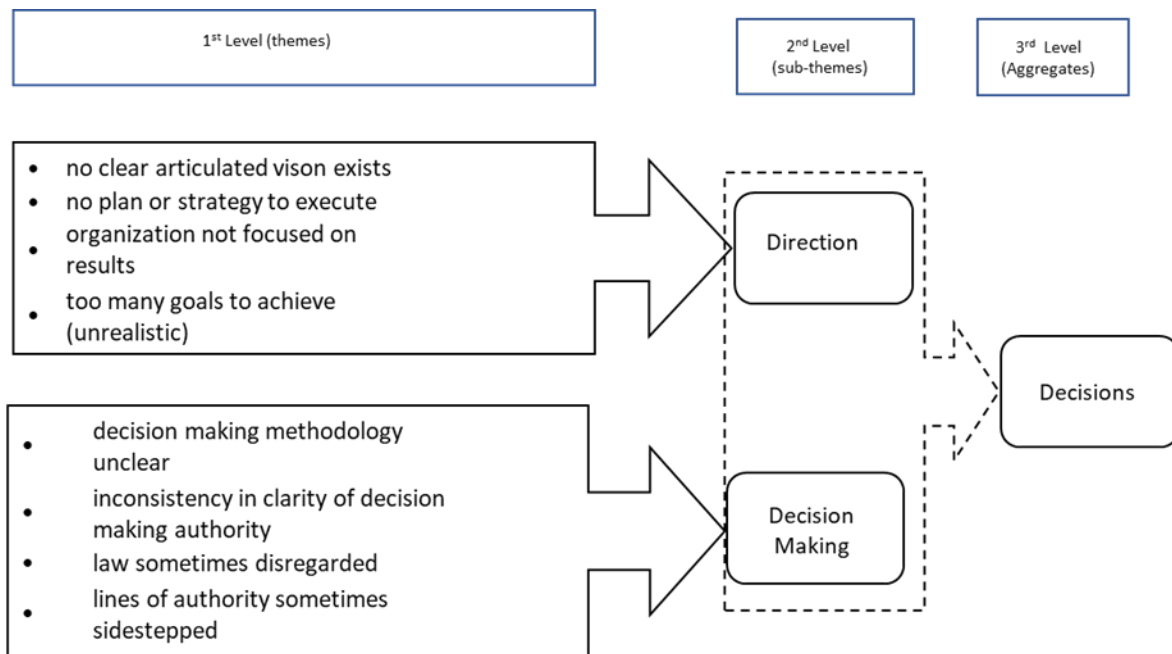 1st Level (themes)
2nd Level
(sub-themes)
3rd Level
(Aggregates)
• no clear articulated vison exists
• no plan or strategy to execute
• organization not focused on
results
• too many goals to achieve
(unrealistic)
Direction
Decisions
• decision making methodology
unclear
• inconsistency in clarity of decision
making authority
• law sometimes disregarded
• lines of authority sometimes
sidestepped
Decision
Making